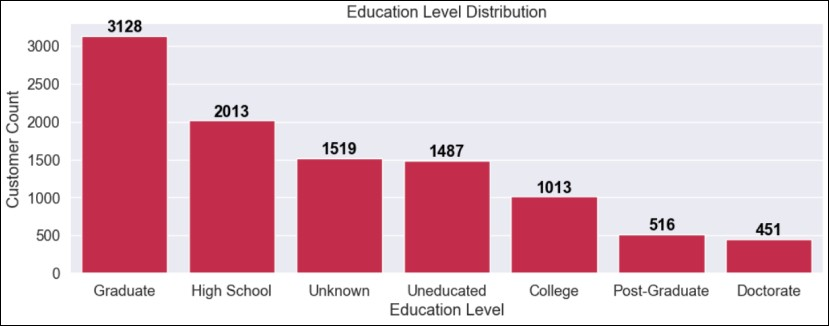 Education Level Distribution
3128
2013
1519
1487
1013
516
451
3000
2500
2000
1500
1000
500
0
Customer Count
Graduate
High School
Unknown
Uneducated
College
Post-Graduate
Doctorate
Education Level